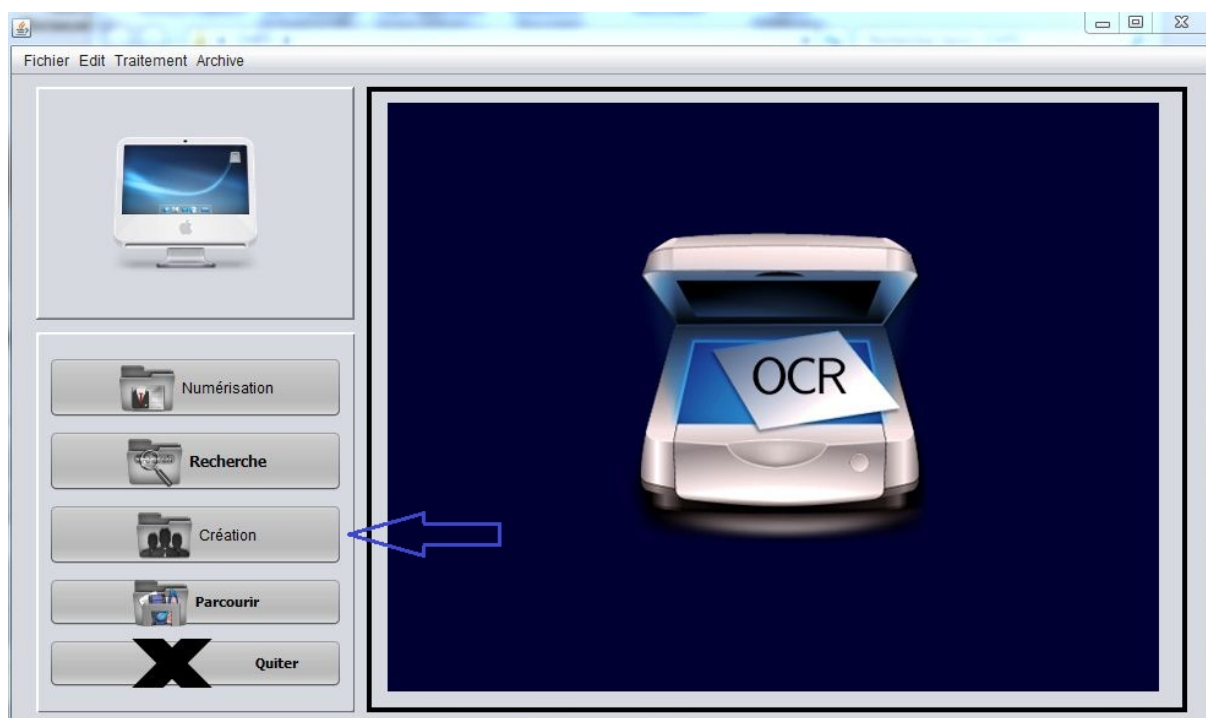 Fichier Edit Traitement Archive
Numérisation
Recherche
Création
Parcourir
Quiter
OCR